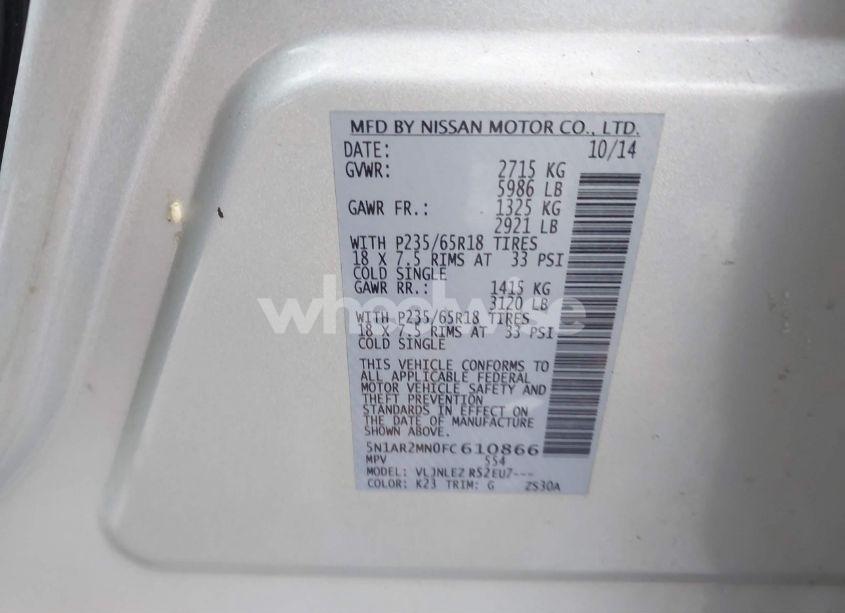 MFD BY NISSAN MOTOR CO., LTD.
DATE: 10/14
GVWR: 2715 KG
5986 LB
GAWR FR.: 1325 KG
2921 LB
WITH P235/65R18 TIRES
18 X 7.5 RIMS AT 33 PSI
COLD SINGLE
GAWR RR.: 1415 KG
3120 LB
WITH P235/65R18 TIRES
18 X 7.5 RIMS AT 33 PSI
COLD SINGLE
wheelwise
THIS VEHICLE CONFORMS TO
ALL APPLICABLE FEDERAL
MOTOR VEHICLE SAFETY AND
THEFT PREVENTION
STANDARDS IN EFFECT ON
THE DATE OF MANUFACTURE
SHOWN ABOVE.
5N1AR2MN0FC610866
MPV 554
MODEL: VLJNLEZ R52EU7---
COLOR: K23 TRIM: G ZS30A